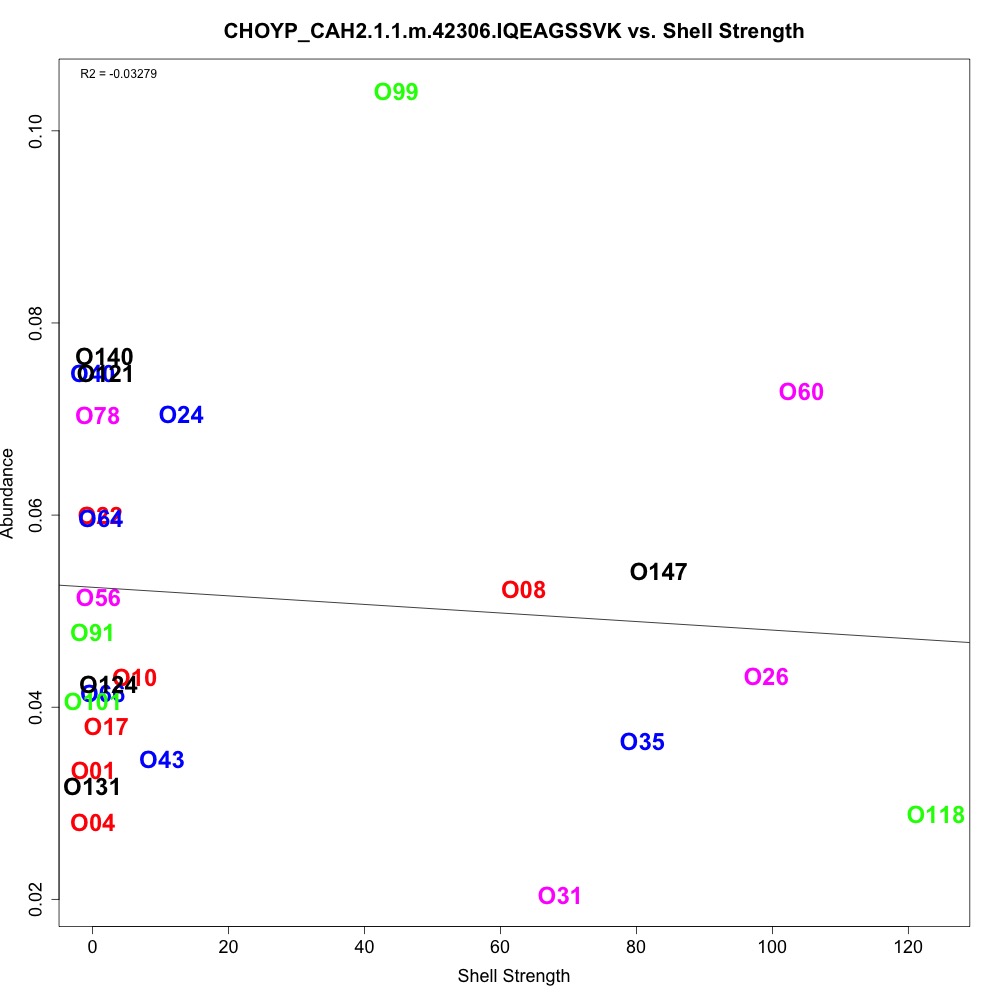 CHOYP_CAH2.1.1.m.42306.IQEAGSSVK vs. Shell Strength
R2 = -0.03279
O99
0.10
0.08
O140
O40
O121
O60
O78
O24
Abundance
0.06
O64
O147
O08
O56
O91
O10
O124
O26
O101
0.04
O17
O35
O43
O01
O131
O04
O118
O31
0.02
0 20 40 60 80 100 120
Shell Strength